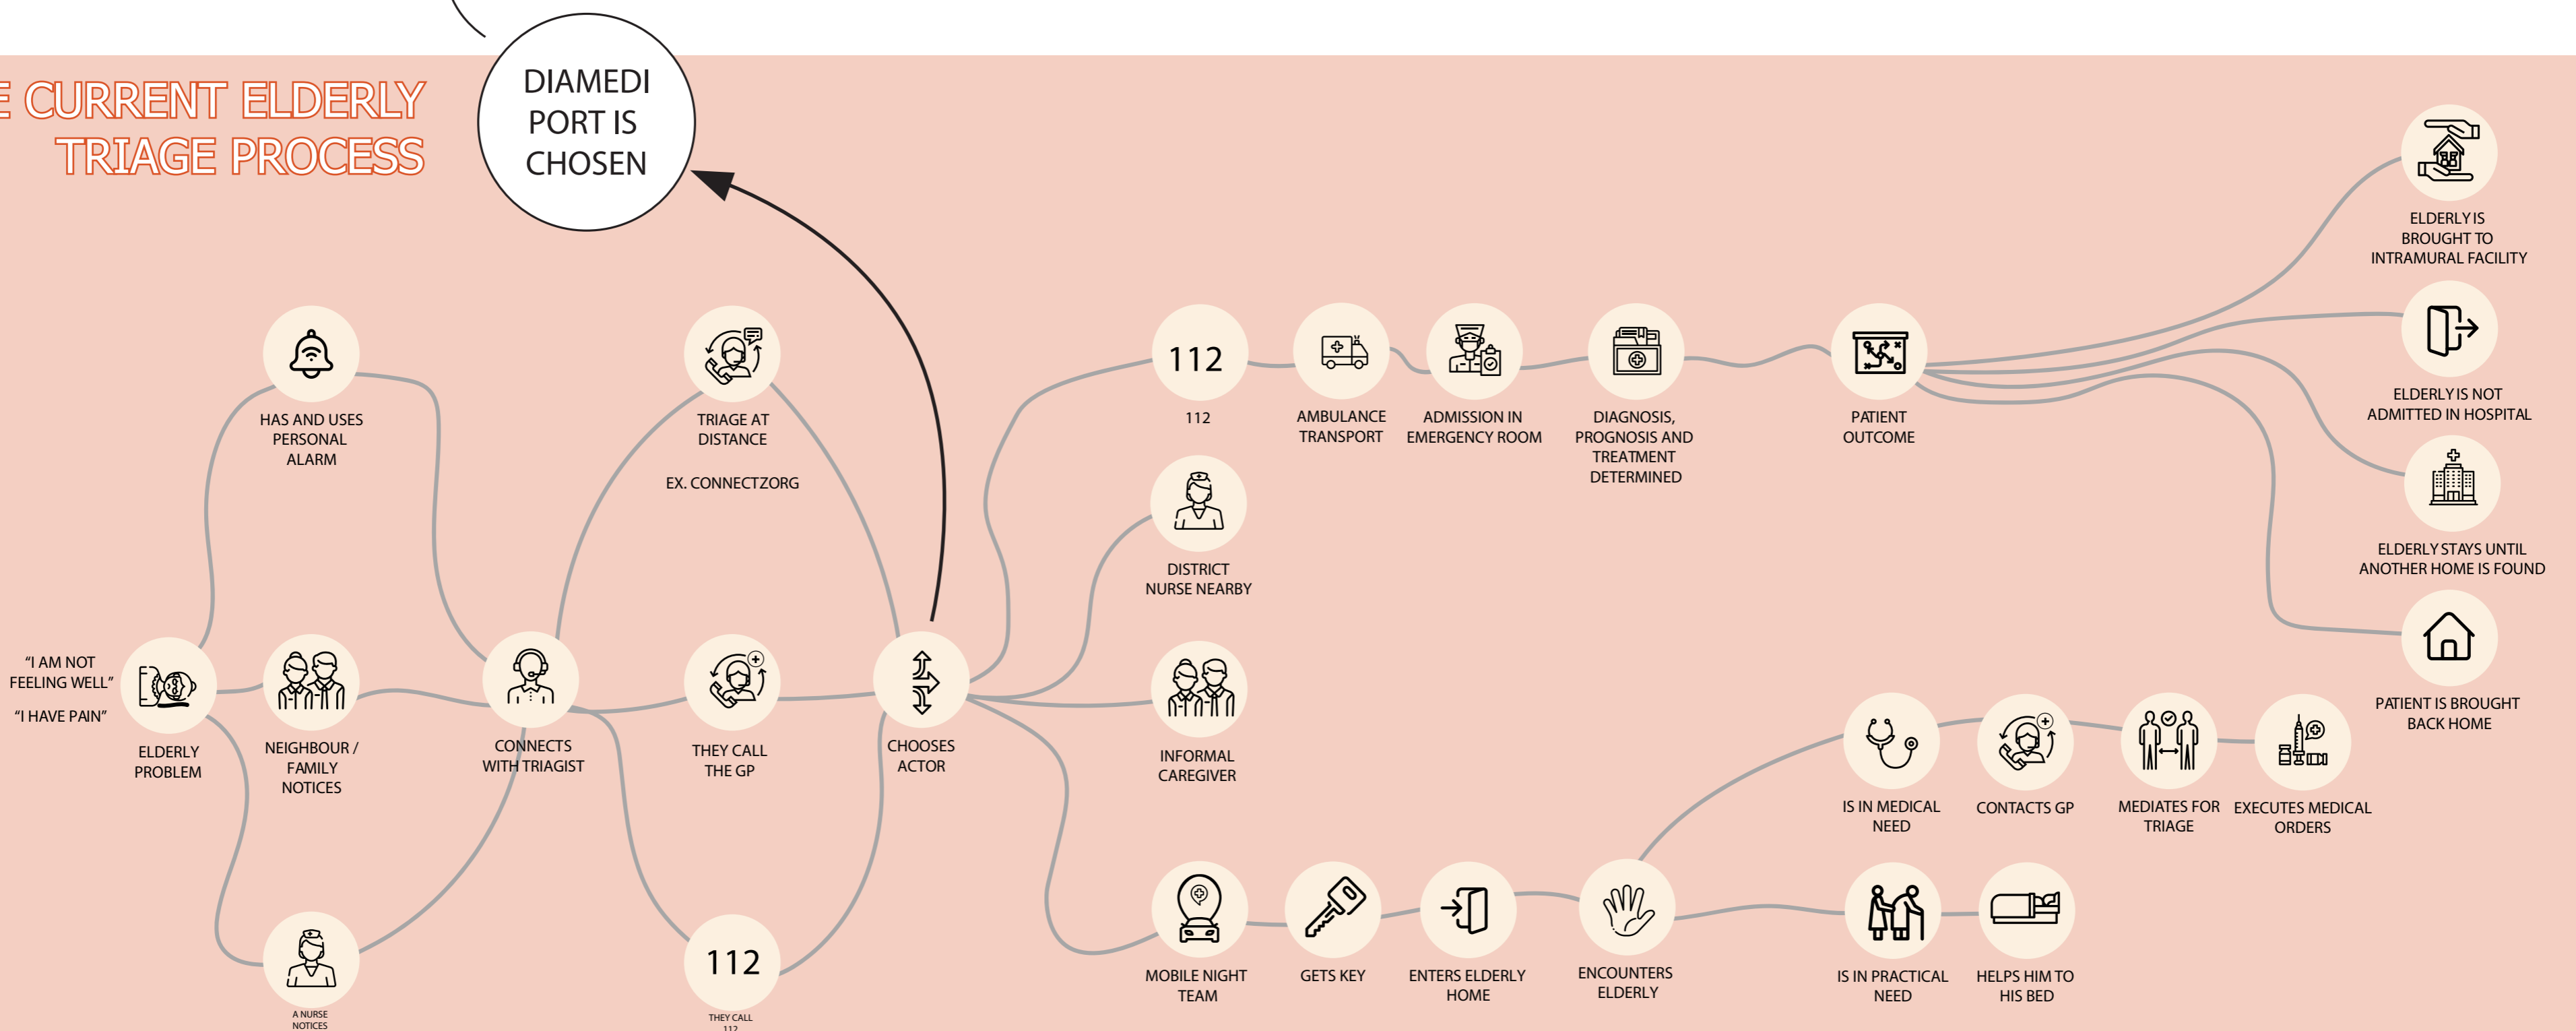 E CURRENT ELDERLY
TRIAGE PROCESS
DIAMEDI
PORT IS
CHOSEN
"I AM NOT
FEELING WELL"
"I HAVE PAIN"
ELDERLY
PROBLEM
HAS AND USES
PERSONAL
ALARM
NEIGHBOUR /
FAMILY
NOTICES
A NURSE
NOTICES
CONNECTS
WITH TRIAGIST
TRIAGE AT
DISTANCE
EX. CONNECTZORG
THEY CALL
THE GP
112
THEY CALL
112
CHOOSES
ACTOR
112
112
AMBULANCE
TRANSPORT
ADMISSION IN
EMERGENCY ROOM
DIAGNOSIS,
PROGNOSIS AND
TREATMENT
DETERMINED
PATIENT
OUTCOME
ELDERLY IS
BROUGHT TO
INTRAMURAL FACILITY
ELDERLY IS NOT
ADMITTED IN HOSPITAL
ELDERLY STAYS UNTIL
ANOTHER HOME IS FOUND
PATIENT IS BROUGHT
BACK HOME
DISTRICT
NURSE NEARBY
INFORMAL
CAREGIVER
MOBILE NIGHT
TEAM
GETS KEY
ENTERS ELDERLY
HOME
ENCOUNTERS
ELDERLY
IS IN MEDICAL
NEED
CONTACTS GP
MEDIATES FOR
TRIAGE
EXECUTES MEDICAL
ORDERS
IS IN PRACTICAL
NEED
HELPS HIM TO
HIS BED